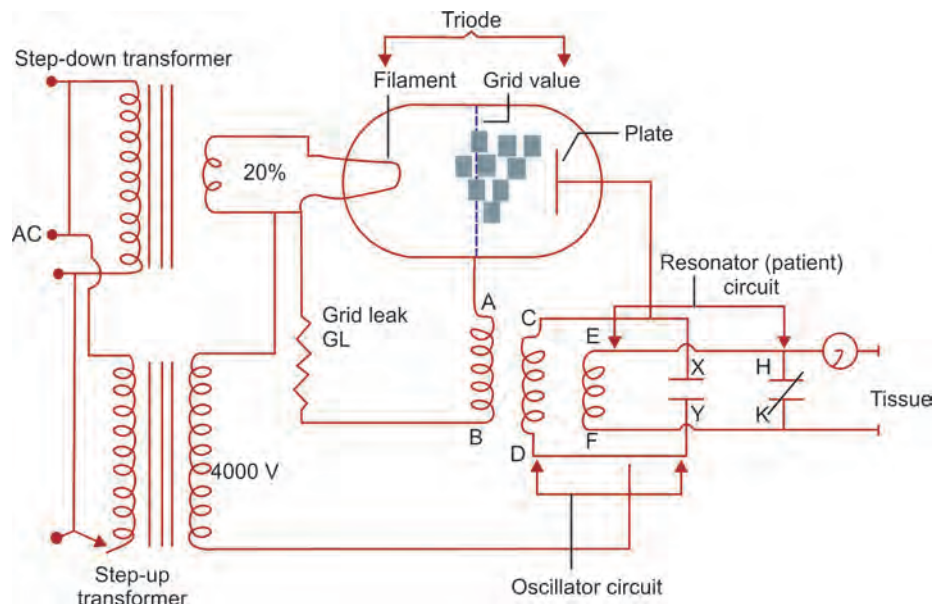 Triode
Step-down transformer
Filament
Grid value
Plate
20%
AC
Resonator (patient)
circuit
A
Grid leak
GL
C
E
X
H
Y
K
Tissue
B
F
D
4000 V
Step-up
transformer
Oscillator circuit